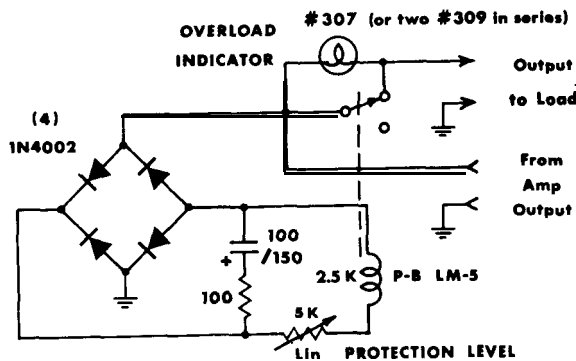 #307 (or two #309 in series)
OVERLOAD
INDICATOR
Output
to Load
(4)
1N4002
From
Amp
Output
100
/150
+
2.5K
P-B LM-5
100
5K
Lin
PROTECTION LEVEL